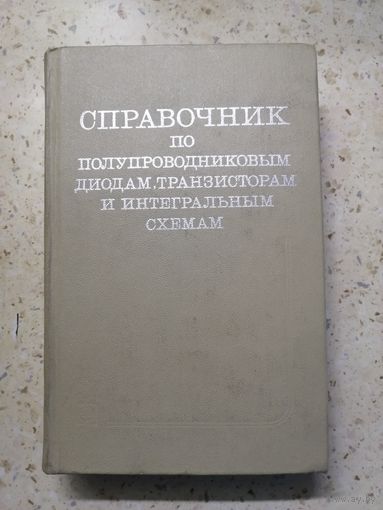 СПРАВОЧНИК
ПО
ПОЛУПРОВОДНИКОВЫМ
ДИОДАМ, ТРАНЗИСТОРАМ
И ИНТЕГРАЛЬНЫМ
СХЕМАМ